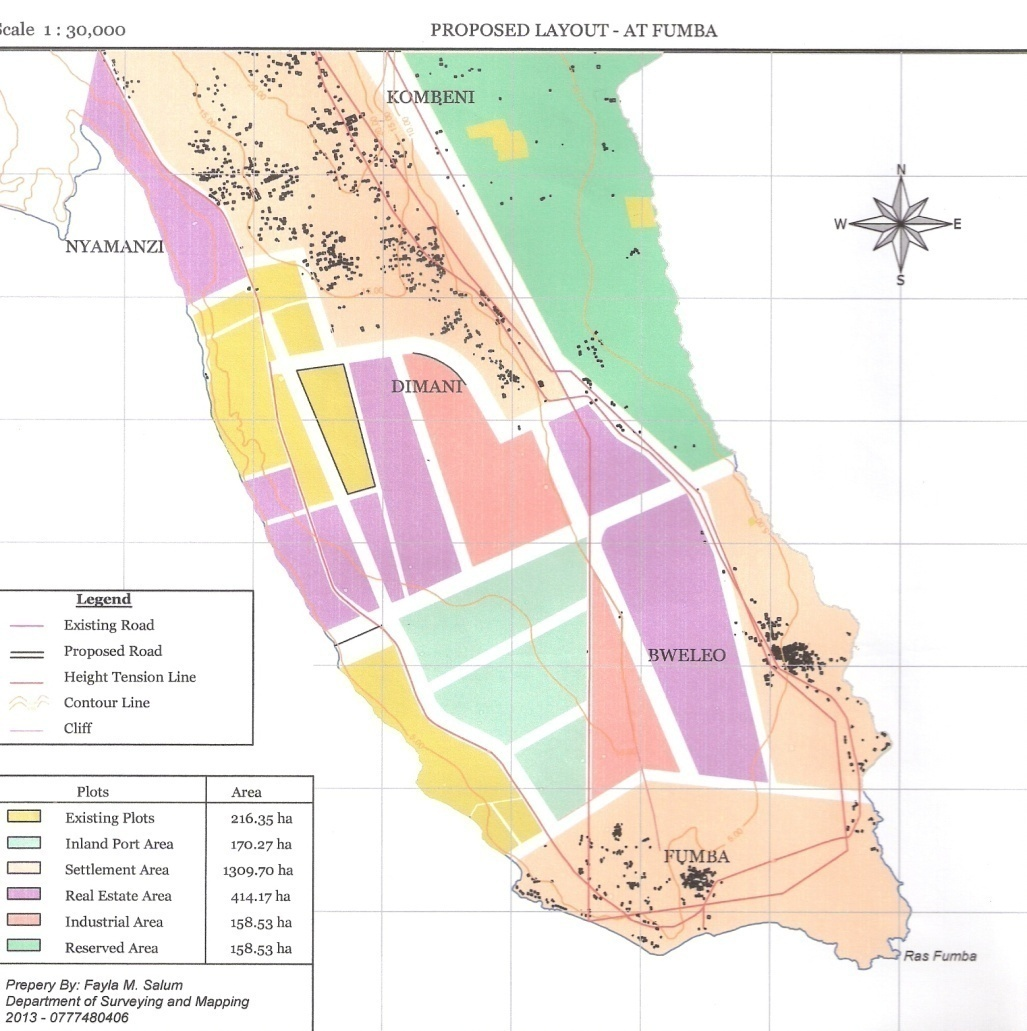 Scale 1 : 30,000
PROPOSED LAYOUT - AT FUMBA
KOMBENI
N
W
E
S
NYAMANZI
DIMANI
Legend
Existing Road
Proposed Road
Height Tension Line
Contour Line
Cliff
BWELEO
Plots Area
Existing Plots 216.35 ha
Inland Port Area 170.27 ha
Settlement Area 1309.70 ha
Real Estate Area 414.17 ha
Industrial Area 158.53 ha
Reserved Area 158.53 ha
FUMBA
Ras Fumba
Prepery By: Fayla M. Salum
Department of Surveying and Mapping
2013 - 0777480406